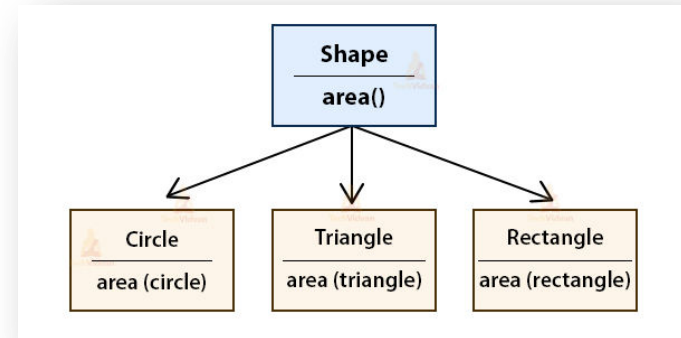 Shape
area()
Circle
area (circle)
Triangle
area (triangle)
Rectangle
area (rectangle)